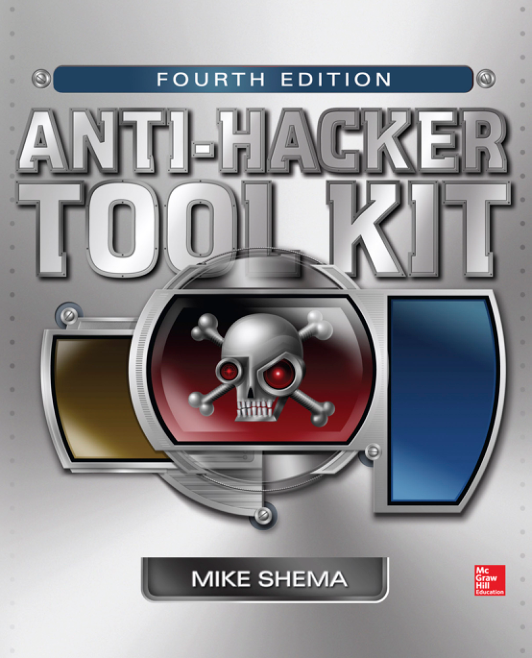 FOURTH EDITION
ANTI-HACKER
TOOL KIT
MIKE SHEMA
Mc
Graw
Hill
Education